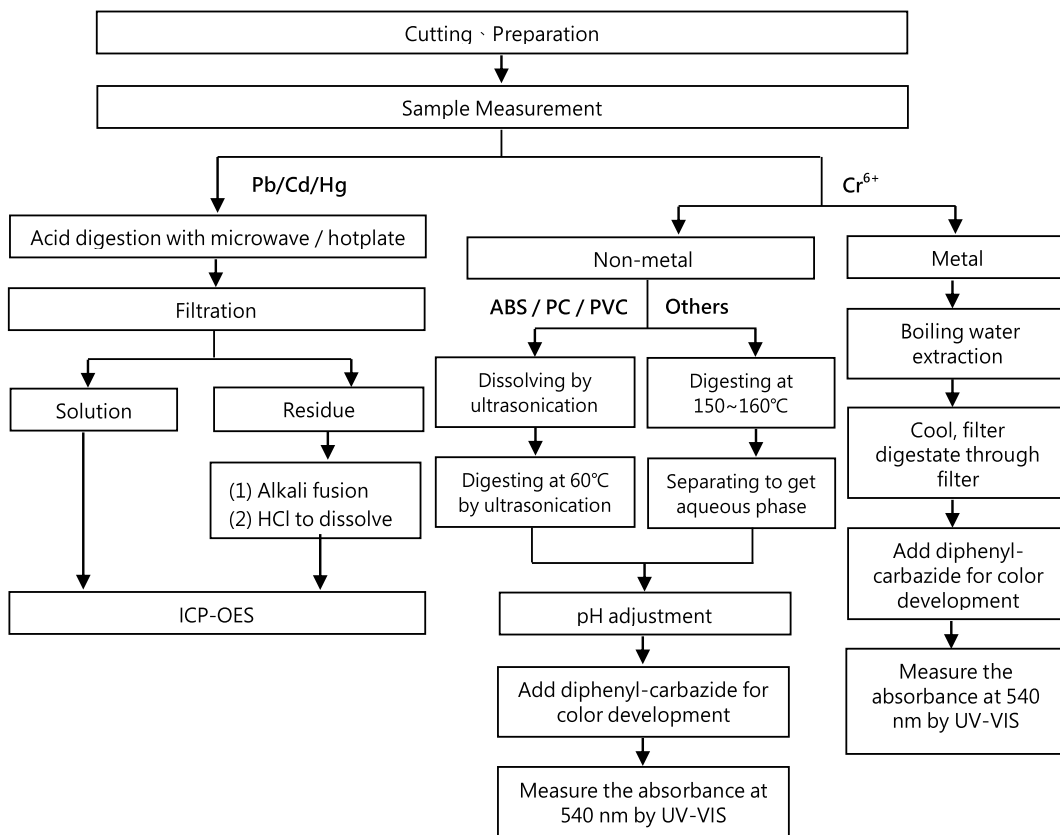 Cutting、Preparation
Sample Measurement
Pb/Cd/Hg
Cr⁶⁺
Acid digestion with microwave / hotplate
Non-metal
Metal
Filtration
ABS / PC / PVC
Others
Boiling water
extraction
Solution
Residue
Dissolving by
ultrasonication
Digesting at
150~160℃
Cool, filter
digestate through
filter
(1) Alkali fusion
(2) HCl to dissolve
Digesting at 60℃
by ultrasonication
Separating to get
aqueous phase
Add diphenyl-
carbazide for color
development
ICP-OES
pH adjustment
Measure the
absorbance at 540
nm by UV-VIS
Add diphenyl-carbazide for
color development
Measure the absorbance at
540 nm by UV-VIS